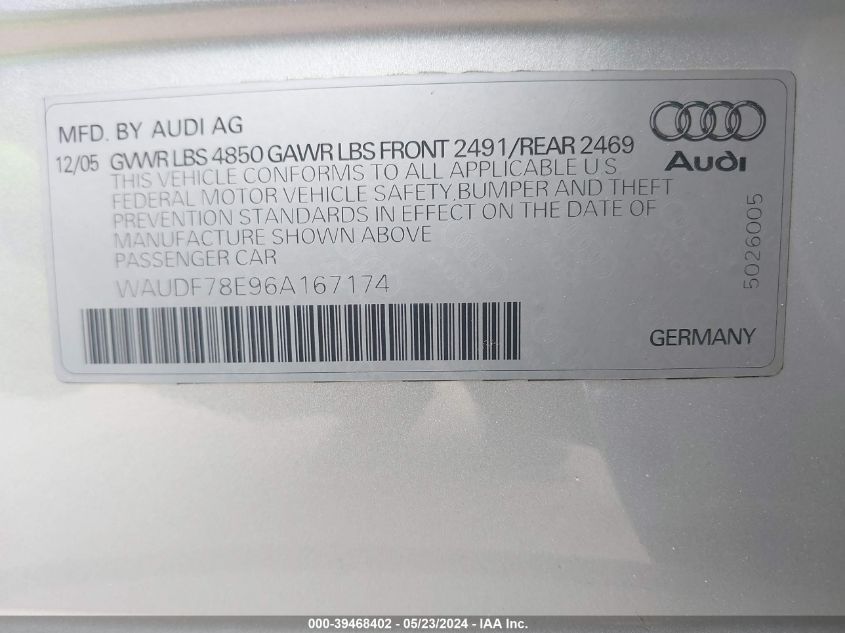 MFD. BY AUDI AG
12/05 GVWR LBS 4850 GAWR LBS FRONT 2491/REAR 2469
THIS VEHICLE CONFORMS TO ALL APPLICABLE U S
FEDERAL MOTOR VEHICLE SAFETY, BUMPER AND THEFT
PREVENTION STANDARDS IN EFFECT ON THE DATE OF
MANUFACTURE SHOWN ABOVE
PASSENGER CAR
WAUDF78E96A167174
Audi
5026005
GERMANY
000-39468402 - 05/23/2024 - IAA Inc.